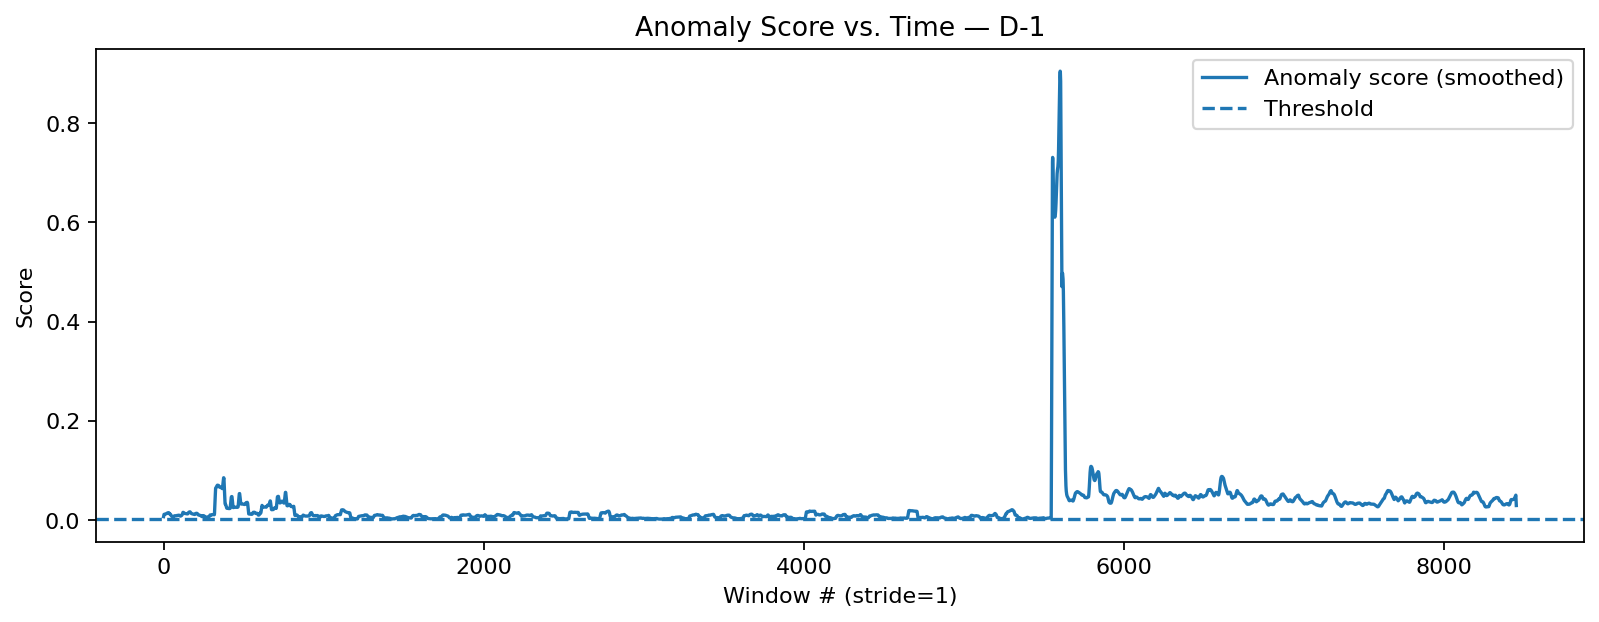 Anomaly Score vs. Time — D-1
Anomaly score (smoothed)
Threshold
Score
0.8
0.6
0.4
0.2
0.0
0
2000
4000
6000
8000
Window # (stride=1)